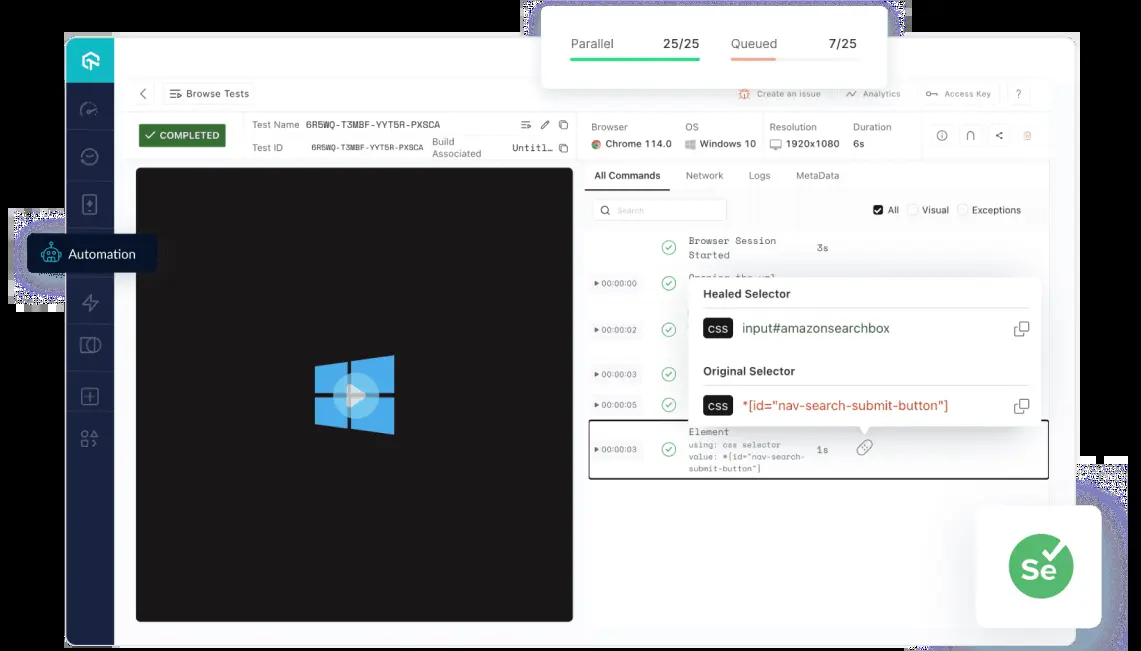 Parallel 25/25 Queued 7/25
Browse Tests
Create an issue Analytics Access Key ?
COMPLETED
Test Name 6R5WQ-T3MBF-YYT5R-PXSCA
Test ID 6R5WQ-T3MBF-YYT5R-PXSCA Build Associated Untitl...
Browser OS Resolution Duration
Chrome 114.0 Windows 10 1920x1080 6s
All Commands Network Logs MetaData
Search
All Visual Exceptions
Automation
Browser Session
Started
3s
00:00:00 Opening the url
00:00:02
00:00:03
00:00:05
Healed Selector
css input#amazonsearchbox
Original Selector
css *[id="nav-search-submit-button"]
00:00:03
Element
using: css selector
value: *[id="nav-search-
submit-button"]
1s
Se